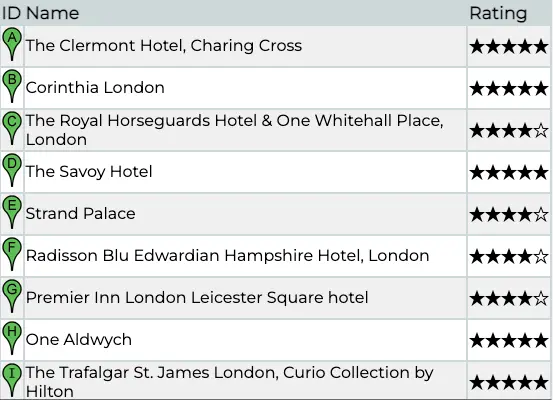 ID Name Rating
A The Clermont Hotel, Charing Cross ★★★★★
B Corinthia London ★★★★★
C The Royal Horseguards Hotel & One Whitehall Place,
London ★★★★☆
D The Savoy Hotel ★★★★★
E Strand Palace ★★★★☆
F Radisson Blu Edwardian Hampshire Hotel, London ★★★★☆
G Premier Inn London Leicester Square hotel ★★★★☆
H One Aldwych ★★★★★
I The Trafalgar St. James London, Curio Collection by
Hilton ★★★★★